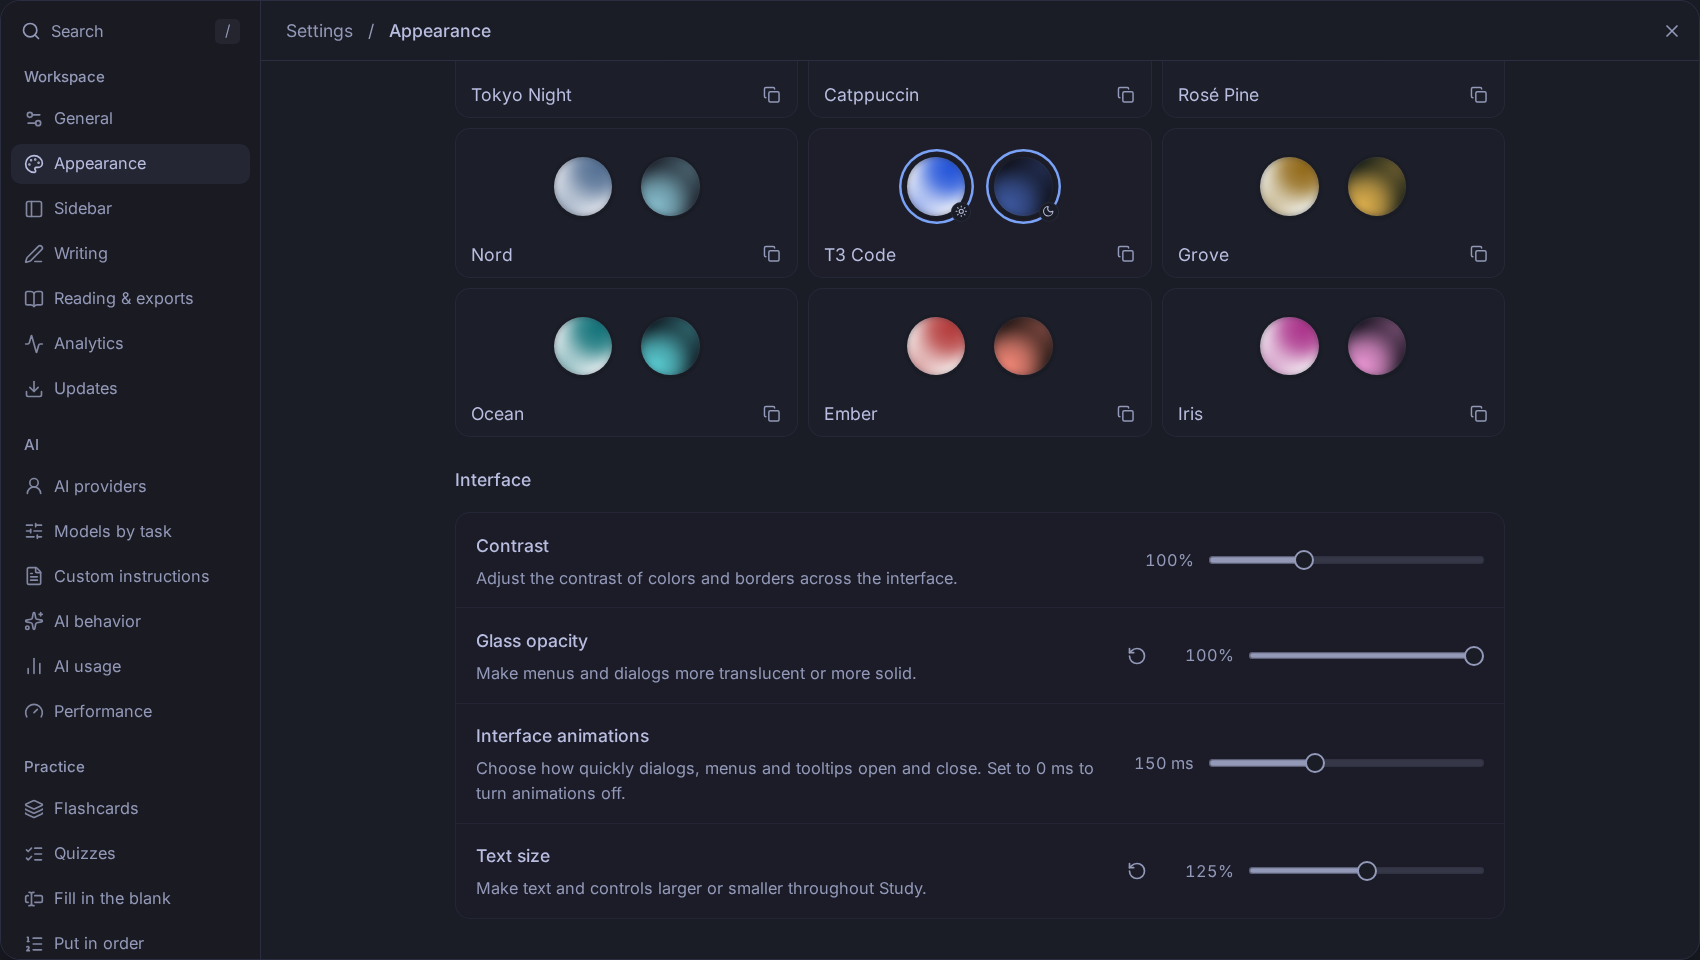 Search
/
Settings / Appearance
Workspace
General
Appearance
Sidebar
Writing
Reading & exports
Analytics
Updates
AI
AI providers
Models by task
Custom instructions
AI behavior
AI usage
Performance
Practice
Flashcards
Quizzes
Fill in the blank
Put in order
Tokyo Night
Catppuccin
Rosé Pine
Nord
T3 Code
Grove
Ocean
Ember
Iris
Interface
Contrast
Adjust the contrast of colors and borders across the interface.
100%
Glass opacity
Make menus and dialogs more translucent or more solid.
100%
Interface animations
Choose how quickly dialogs, menus and tooltips open and close. Set to 0 ms to
turn animations off.
150 ms
Text size
Make text and controls larger or smaller throughout Study.
125%